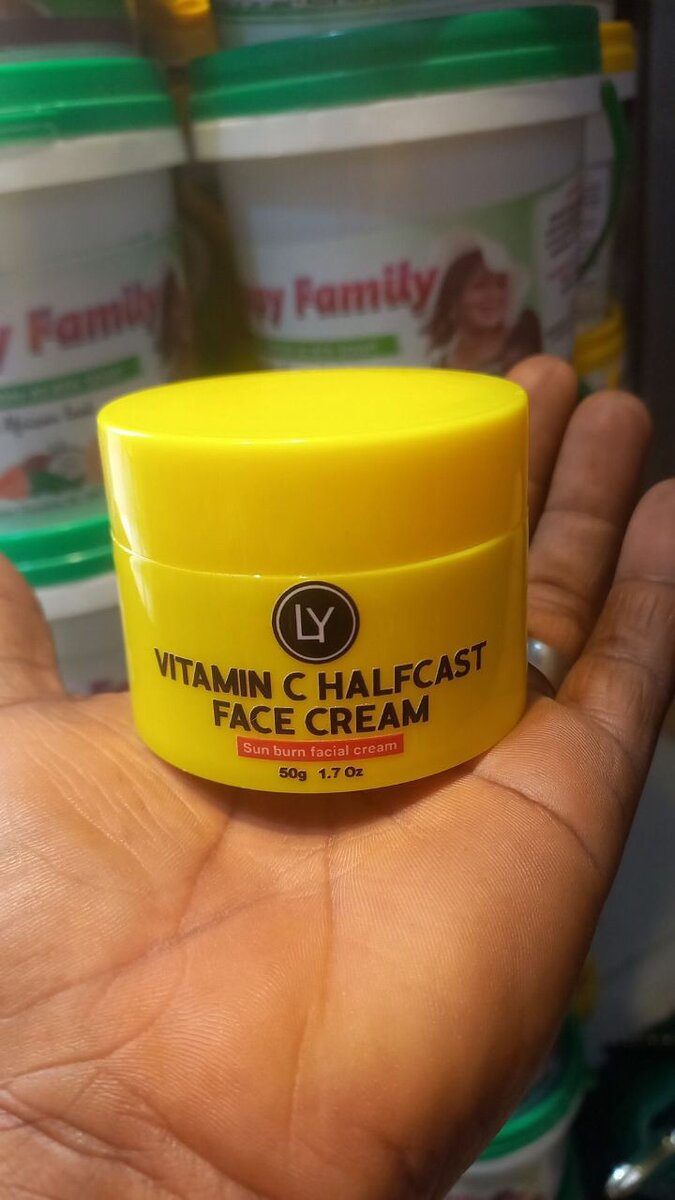 y Family
y Family
LY
VITAMIN C HALFCAST
FACE CREAM
Sun burn facial cream
50g 1.7 Oz